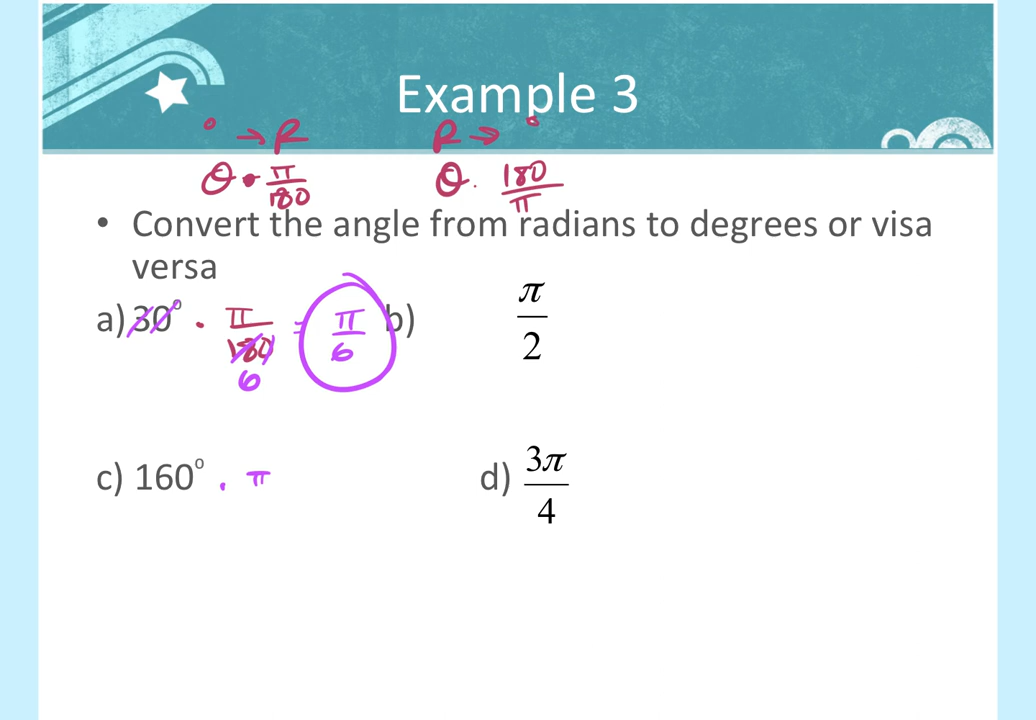 Example 3
° → R R → °
θ · π/180 θ · 180/π
• Convert the angle from radians to degrees or visa
versa
a) 30° · π/180 6 = π/6 b) π/2
c) 160° · π d) 3π/4